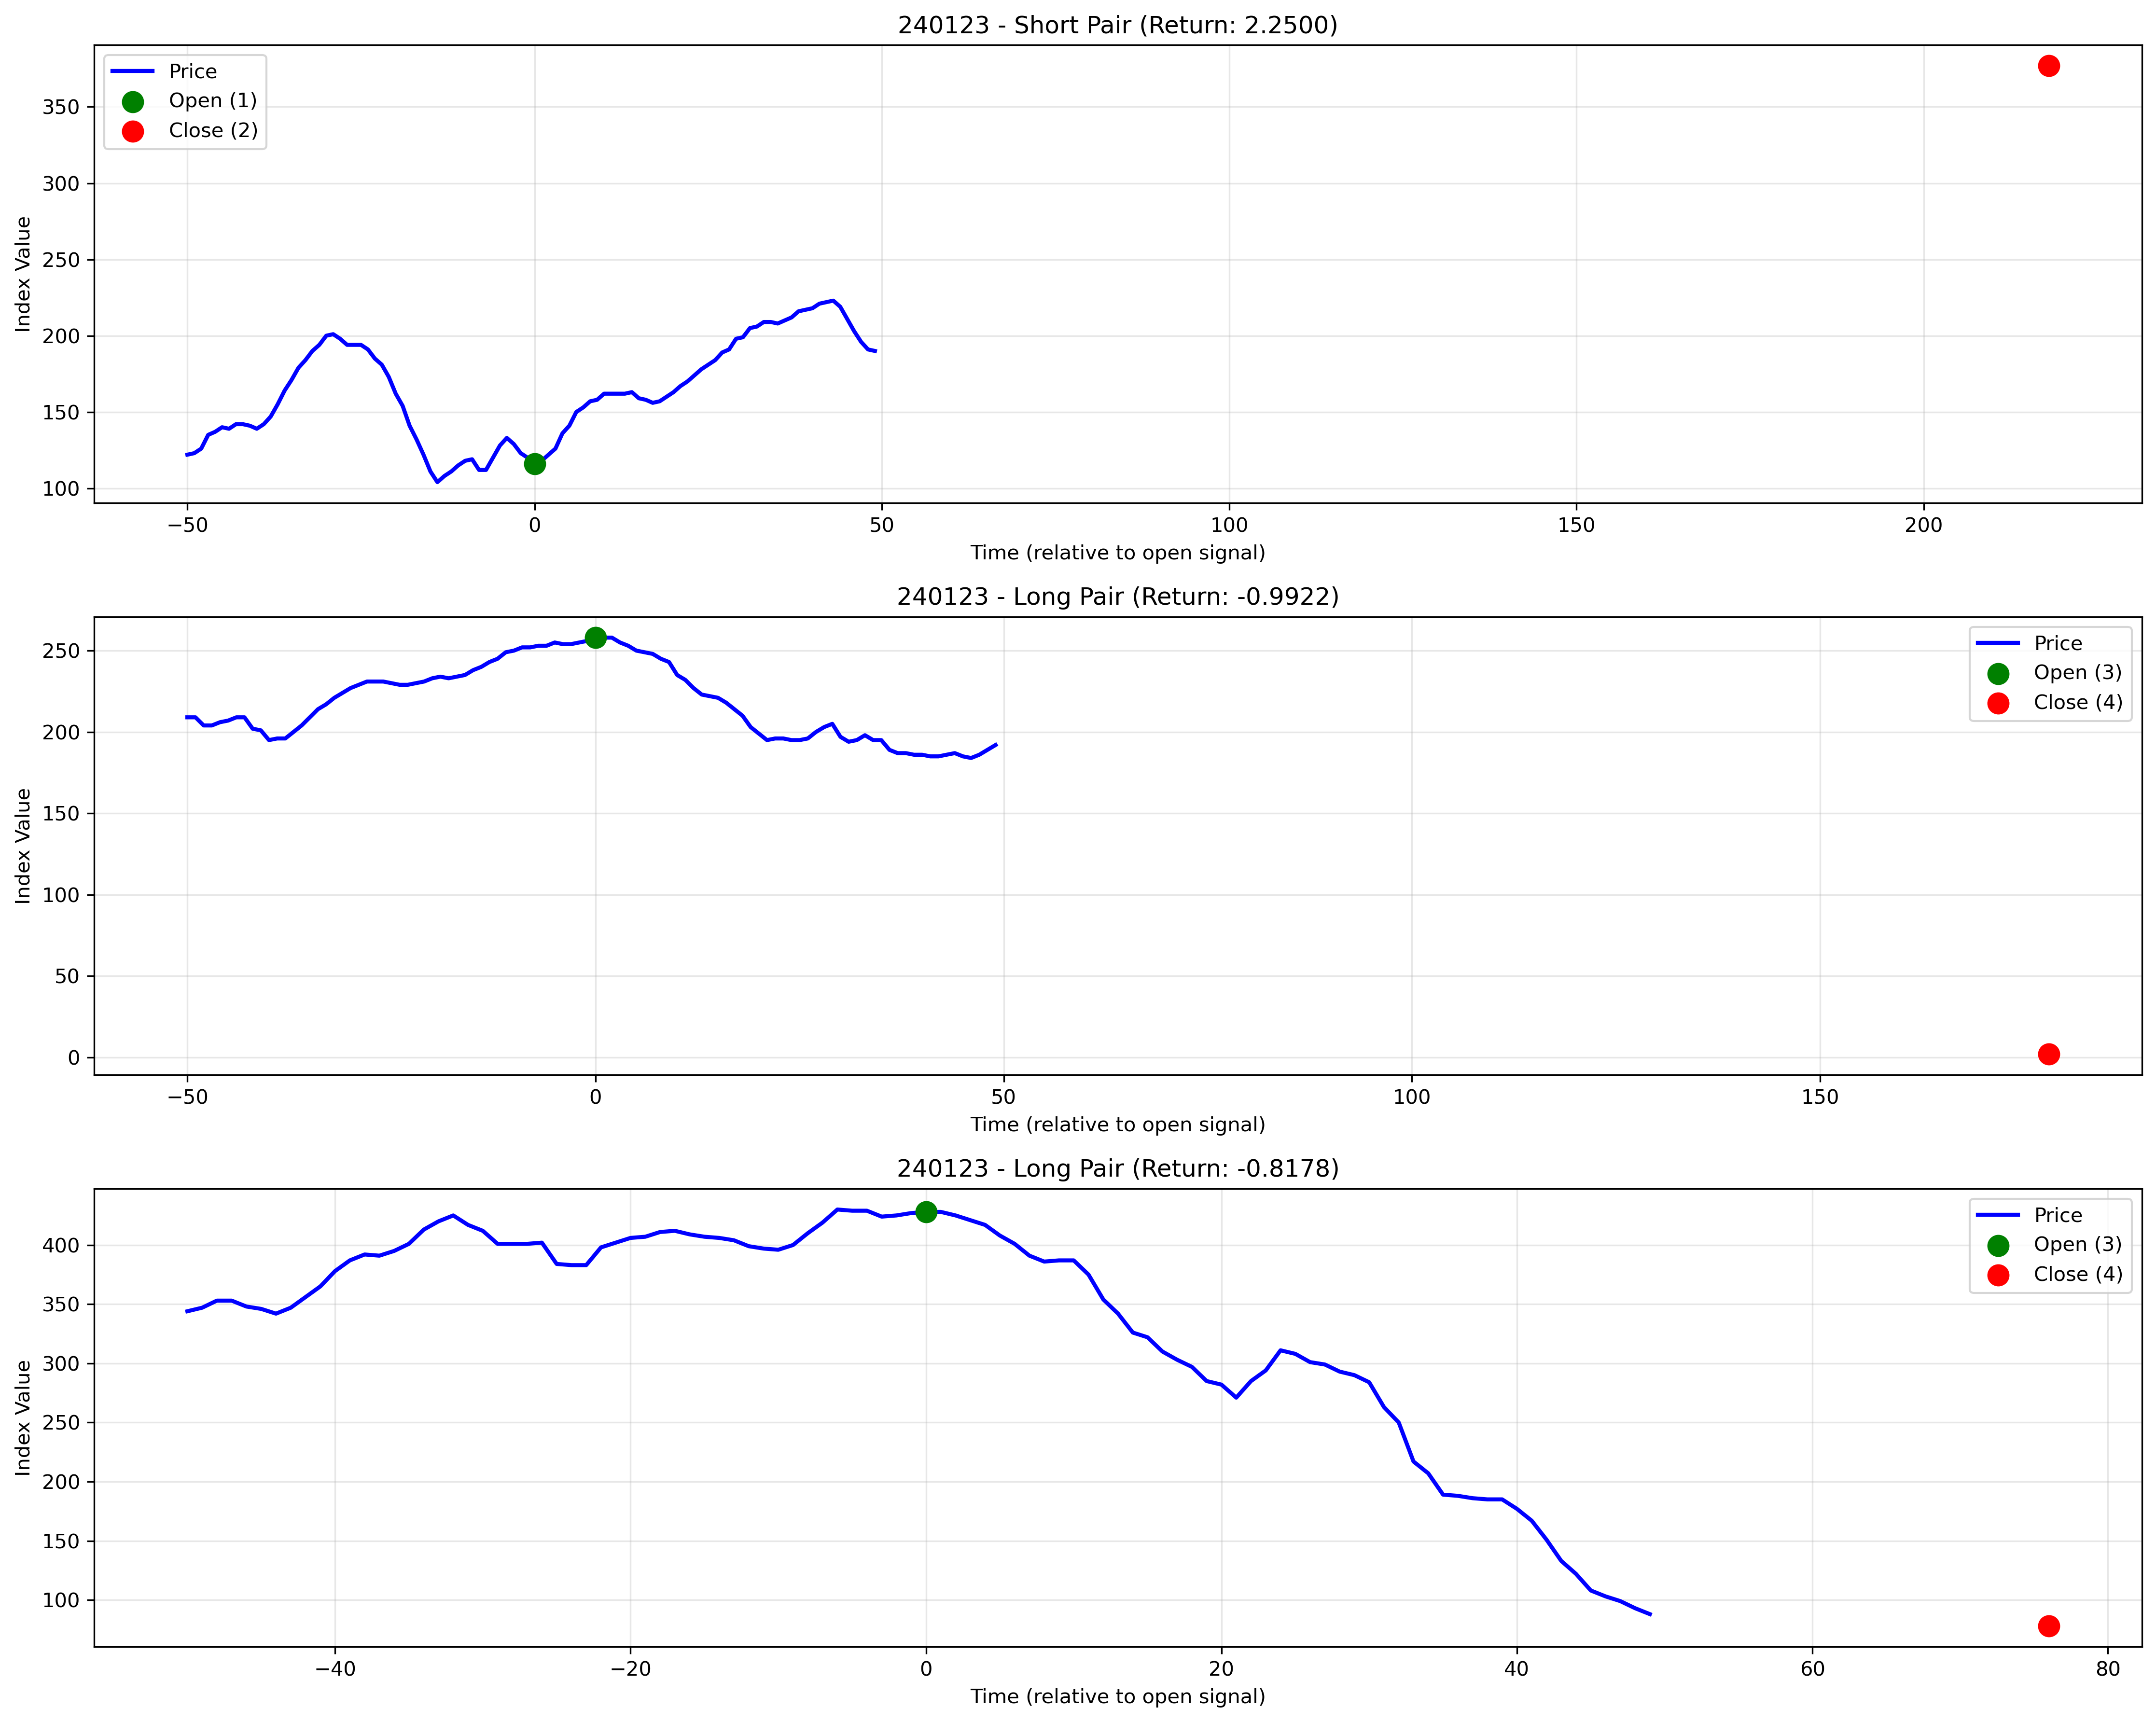 240123 - Short Pair (Return: 2.2500)
Price
Open (1)
Close (2)
Index Value
350
300
250
200
150
100
−50 0 50 100 150 200
Time (relative to open signal)
240123 - Long Pair (Return: -0.9922)
Price
Open (3)
Close (4)
Index Value
250
200
150
100
50
0
−50 0 50 100 150
Time (relative to open signal)
240123 - Long Pair (Return: -0.8178)
Price
Open (3)
Close (4)
Index Value
400
350
300
250
200
150
100
−40 −20 0 20 40 60 80
Time (relative to open signal)